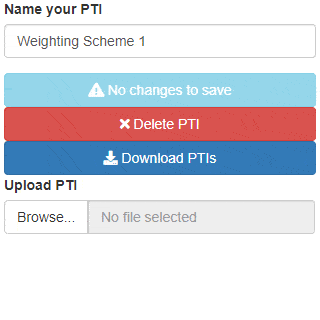 Name your PTI
Weighting Scheme 1
No changes to save
Delete PTI
Download PTIs
Upload PTI
Browse... No file selected